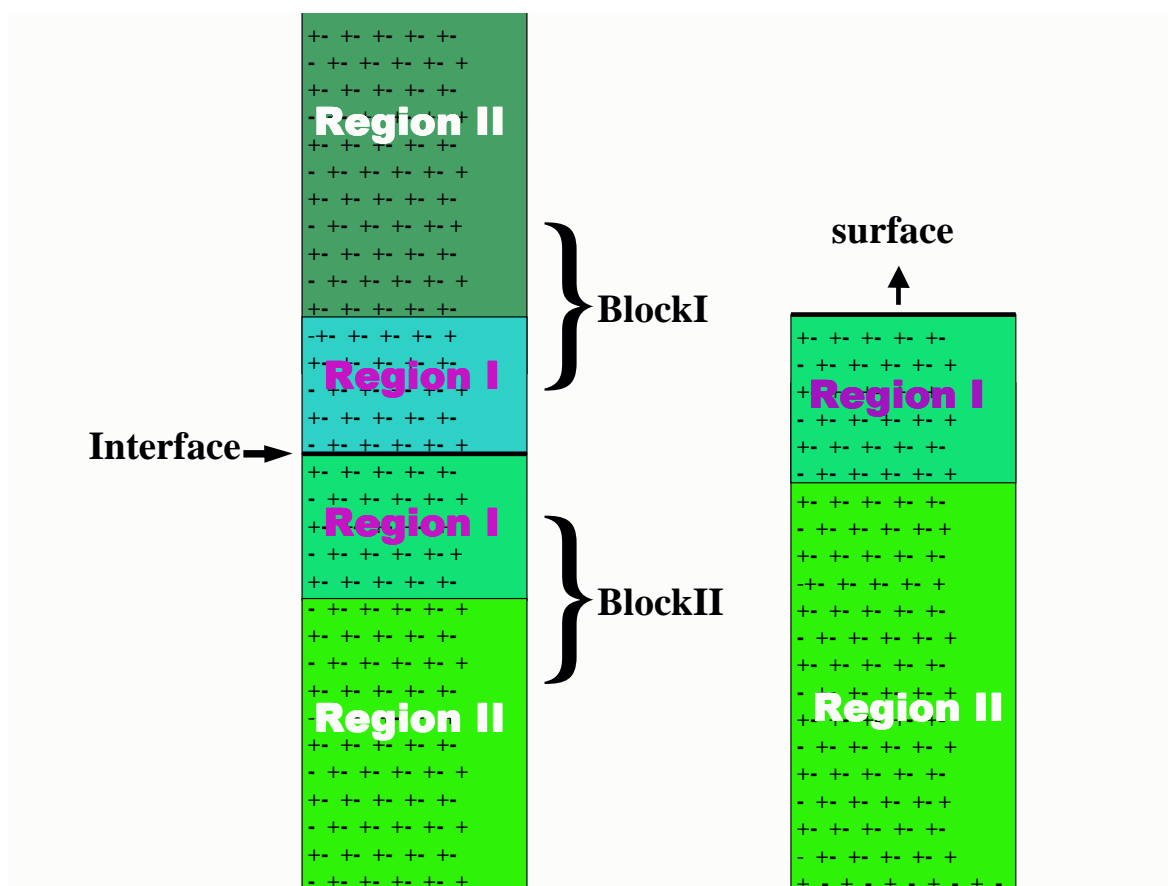 +- +- +- +- +-
- +- +- +- +- +
+- +- +- +- +-
Region II
+- +- +- +- +-
- +- +- +- +- +
+- +- +- +- +-
- +- +- +- +- +
+- +- +- +- +-
- +- +- +- +- +
+- +- +- +- +-
BlockI
-+- +- +- +- +
Region I
+- +- +- +- +-
- +- +- +- +- +
Interface
+- +- +- +- +-
- +- +- +- +- +
Region I
- +- +- +- +- +
+- +- +- +- +-
BlockII
- +- +- +- +- +
+- +- +- +- +-
- +- +- +- +- +
+- +- +- +- +-
Region II
+- +- +- +- +-
- +- +- +- +- +
+- +- +- +- +-
- +- +- +- +- +
+- +- +- +- +-
- +- +- +- +- +
surface
+- +- +- +- +-
- +- +- +- +- +
Region I
- +- +- +- +- +
+- +- +- +- +-
- +- +- +- +- +
+- +- +- +- +-
- +- +- +- +- +
+- +- +- +- +-
-+- +- +- +- +
+- +- +- +- +-
- +- +- +- +- +
+- +- +- +- +-
Region II
- +- +- +- +- +
+- +- +- +- +-
- +- +- +- +- +
+- +- +- +- +-
- +- +- +- +- +